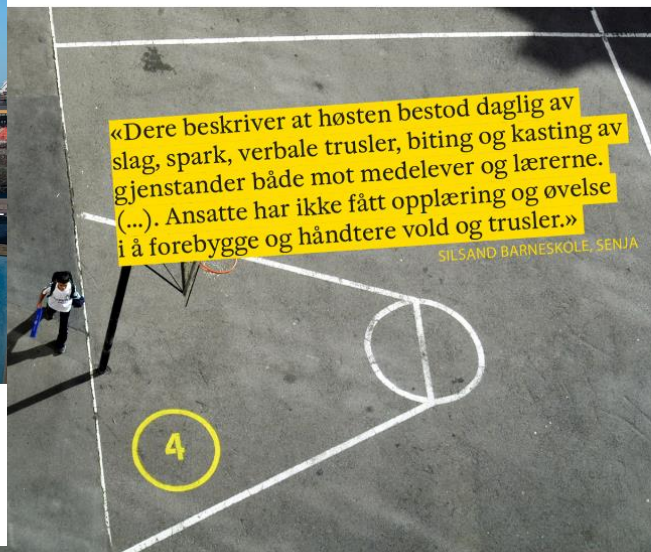 «Dere beskriver at høsten bestod daglig av
slag, spark, verbale trusler, biting og kasting av
gjenstander både mot medelever og lærerne.
(...). Ansatte har ikke fått opplæring og øvelse
i å forebygge og håndtere vold og trusler.»
SILSAND BARNESKOLE, SENJA
4